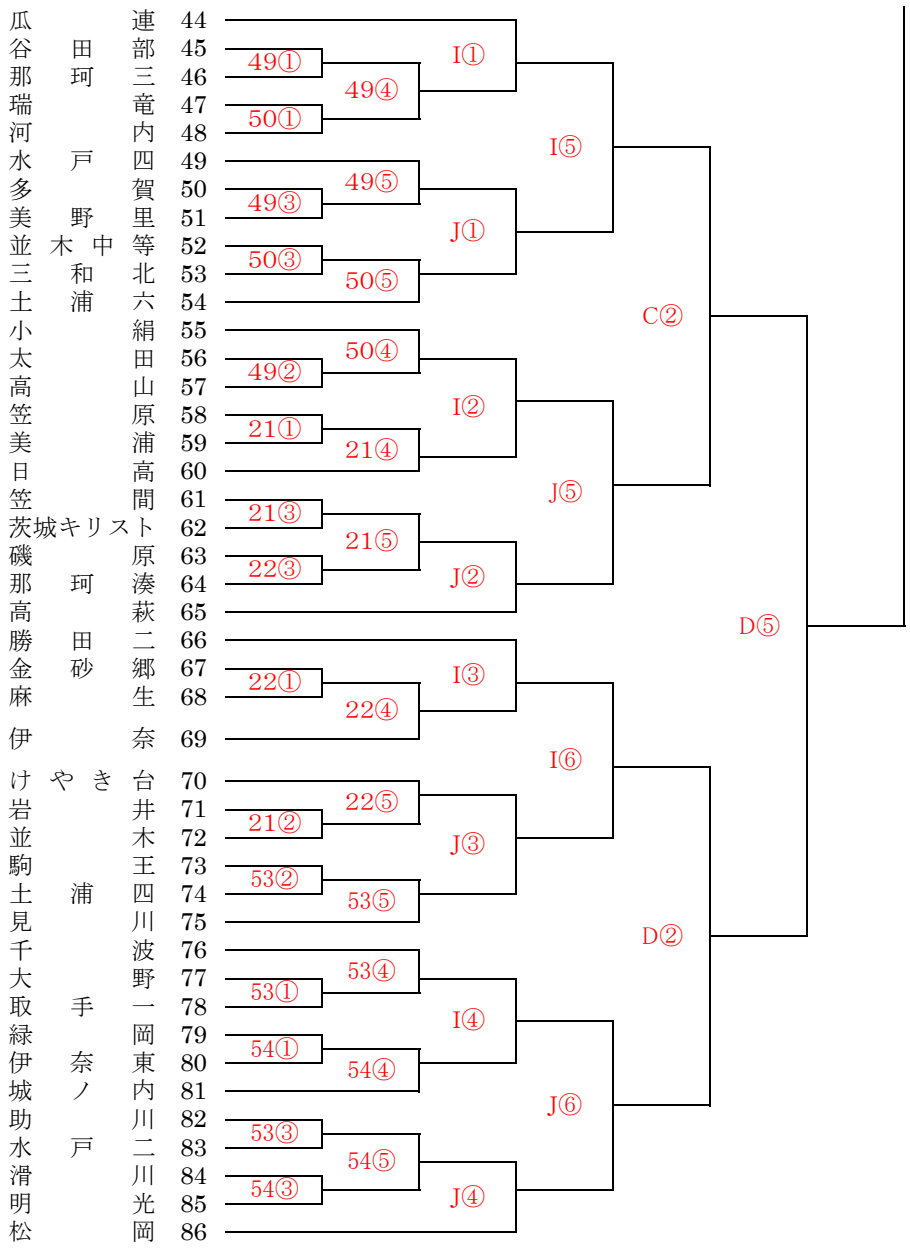 瓜連 44
谷田部 45
49①
那珂三 46
I①
49④
瑞竜 47
50①
河内 48
I⑤
水戸四 49
49⑤
多賀 50
49③
美野里 51
J①
並木中等 52
50③
三和北 53
50⑤
土浦六 54
C②
小絹 55
50④
太田 56
49②
高山 57
I②
笠原 58
21①
美浦 59
21④
日高 60
J⑤
笠間 61
21③
茨城キリスト 62
21⑤
磯原 63
22③
那珂湊 64
J②
高萩 65
D⑤
勝田二 66
金砂郷 67
22①
I③
麻生 68
22④
伊奈 69
I⑥
けやき台 70
22⑤
岩井 71
21②
並木 72
J③
駒王 73
53②
土浦四 74
53⑤
見川 75
D②
千波 76
53④
大野 77
53①
取手一 78
I④
緑岡 79
54①
伊奈東 80
54④
城ノ内 81
J⑥
助川 82
53③
水戸二 83
54⑤
滑川 84
54③
J④
明光 85
松岡 86